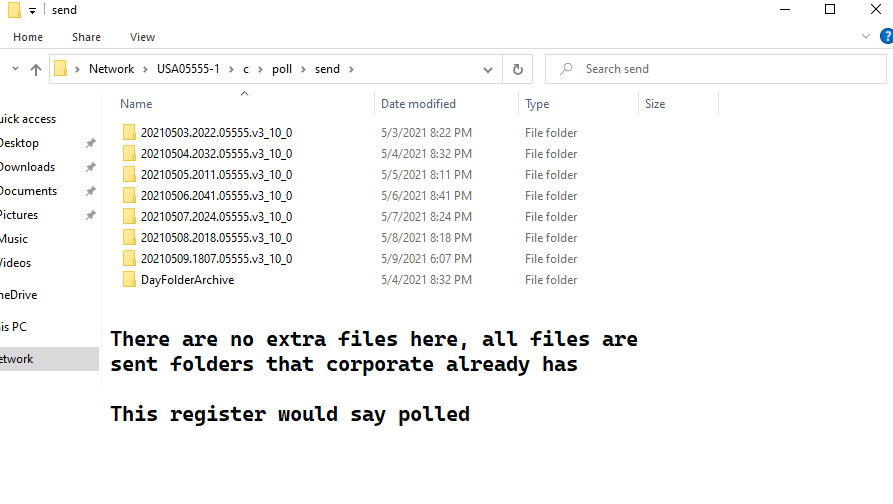 send
Home Share View
Network USA05555-1 c poll send
Search send
Name Date modified Type Size
uick access
Desktop
Downloads
Documents
Pictures
Music
Videos
neDrive
is PC
etwork
20210503.2022.05555.v3_10_0 5/3/2021 8:22 PM File folder
20210504.2032.05555.v3_10_0 5/4/2021 8:32 PM File folder
20210505.2011.05555.v3_10_0 5/5/2021 8:11 PM File folder
20210506.2041.05555.v3_10_0 5/6/2021 8:41 PM File folder
20210507.2024.05555.v3_10_0 5/7/2021 8:24 PM File folder
20210508.2018.05555.v3_10_0 5/8/2021 8:18 PM File folder
20210509.1807.05555.v3_10_0 5/9/2021 6:07 PM File folder
DayFolderArchive 5/4/2021 8:32 PM File folder
There are no extra files here, all files are
sent folders that corporate already has
This register would say polled